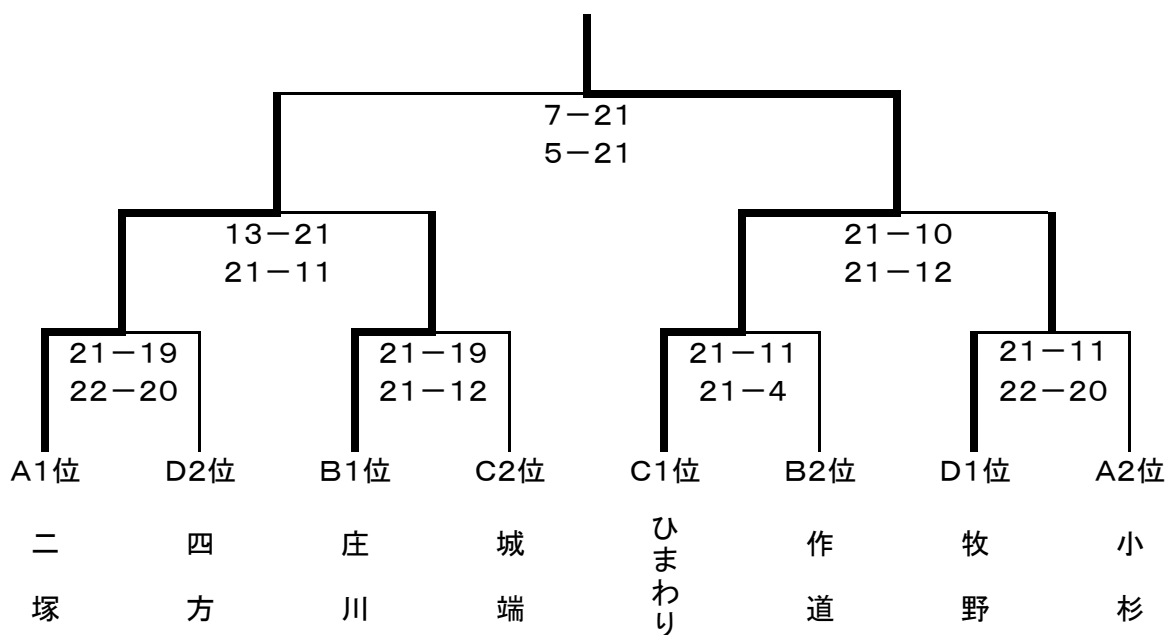 7－21
5－21
13－21
21－11
21－10
21－12
21－19
22－20
21－19
21－12
21－11
21－4
21－11
22－20
A1位
D2位
B1位
C2位
C1位
B2位
D1位
A2位
二塚
四方
庄川
城端
ひまわり
作道
牧野
小杉